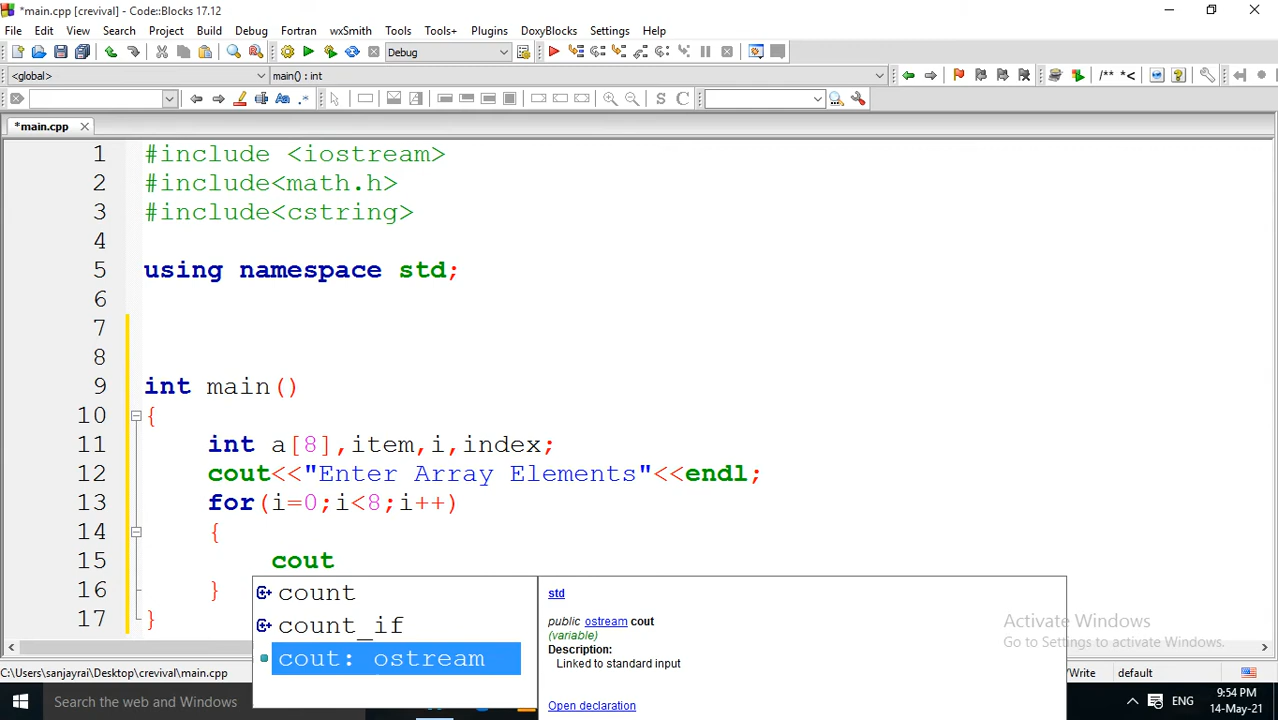 *main.cpp [crevival] - Code::Blocks 17.12
File Edit View Search Project Build Debug Fortran wxSmith Tools Tools+ Plugins DoxyBlocks Settings Help
Debug
<global> main() : int /** *<
S C
*main.cpp
1 #include <iostream>
2 #include<math.h>
3 #include<cstring>
4
5 using namespace std;
6
7
8
9 int main()
10 {
11 int a[8],item,i,index;
12 cout<<"Enter Array Elements"<<endl;
13 for(i=0;i<8;i++)
14 {
15 cout
16 }
17 }
count
count_if
cout: ostream
std
public ostream cout
(variable)
Description:
Linked to standard input
Open declaration
Activate Windows
Go to Settings to activate Windows.
C:\Users\sanjayrai\Desktop\crevival\main.cpp /Write default
Search the web and Windows
ENG
9:54 PM
14-May-21